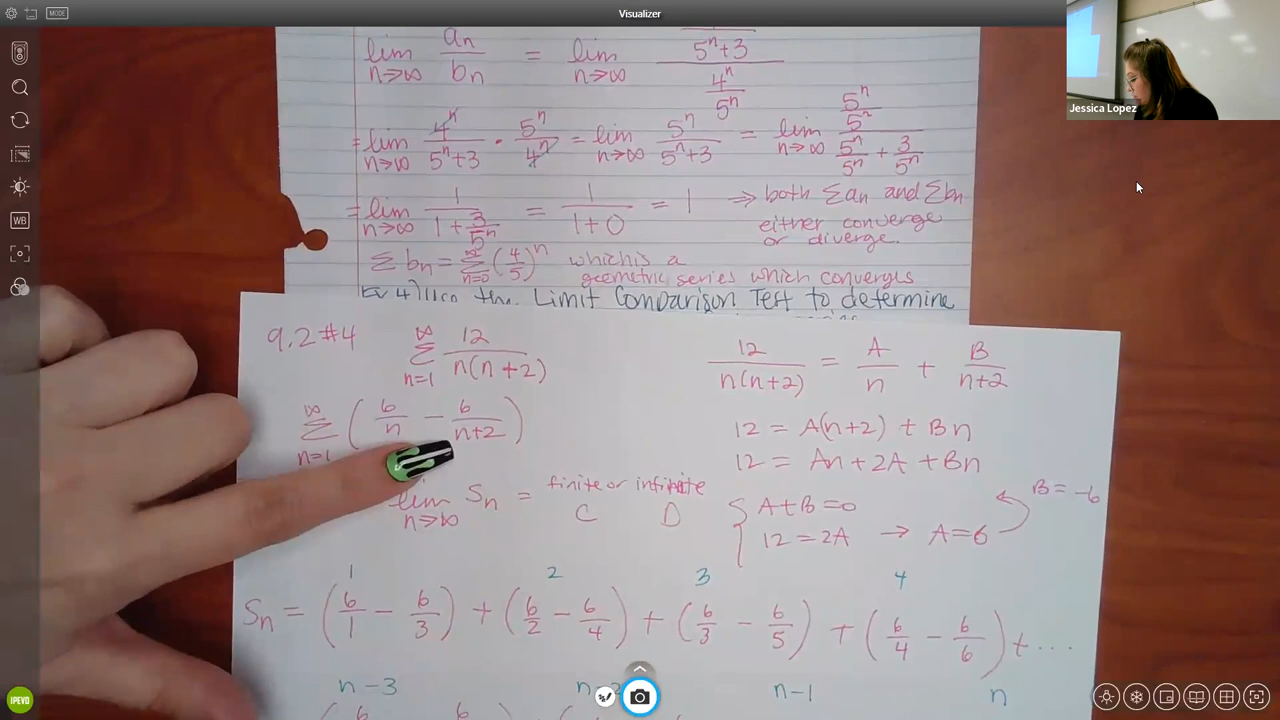 MODE
Visualizer
Jessica Lopez
WB
lim n→∞ an/bn = lim n→∞ /5^n+3 / 4^n/5^n
= lim n→∞ 4^n/5^n+3 · 5^n/4^n = lim n→∞ 5^n/5^n+3 = lim n→∞ 5^n/5^n / 5^n/5^n + 3/5^n
= lim n→∞ 1/1+3/5^n = 1/1+0 = 1 ⇒ both Σan and Σbn
either converge
or diverge.
Σ bn = Σ n=0 ∞ (4/5)^n which is a
geometric series which converges
the Limit Comparison Test to determine
9.2 #4 ∞ Σ n=1 12/n(n+2)
∞ Σ n=1 (6/n − 6/n+2)
lim n→∞ Sn = finite or infinite
C D
12/n(n+2) = A/n + B/n+2
12 = A(n+2) + Bn
12 = An + 2A + Bn
{ A+B=0
12 = 2A → A=6
B = -6
1 2 3 4
Sn = (6/1 − 6/3) + (6/2 − 6/4) + (6/3 − 6/5) + (6/4 − 6/6) + ...
n-3 n-1 n
IPEVO